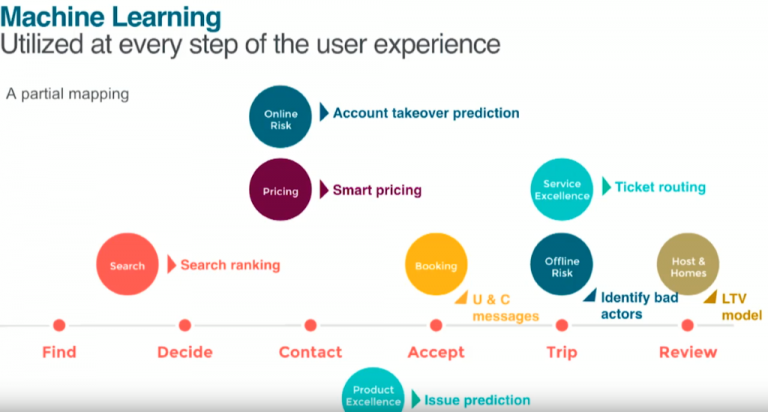 Machine Learning
Utilized at every step of the user experience
A partial mapping
Online
Risk
Account takeover prediction
Pricing
Smart pricing
Service
Excellence
Ticket routing
Search
Search ranking
Booking
U & C
messages
Offline
Risk
Identify bad
actors
Host &
Homes
LTV
model
Find
Decide
Contact
Accept
Trip
Review
Product
Excellence
Issue prediction